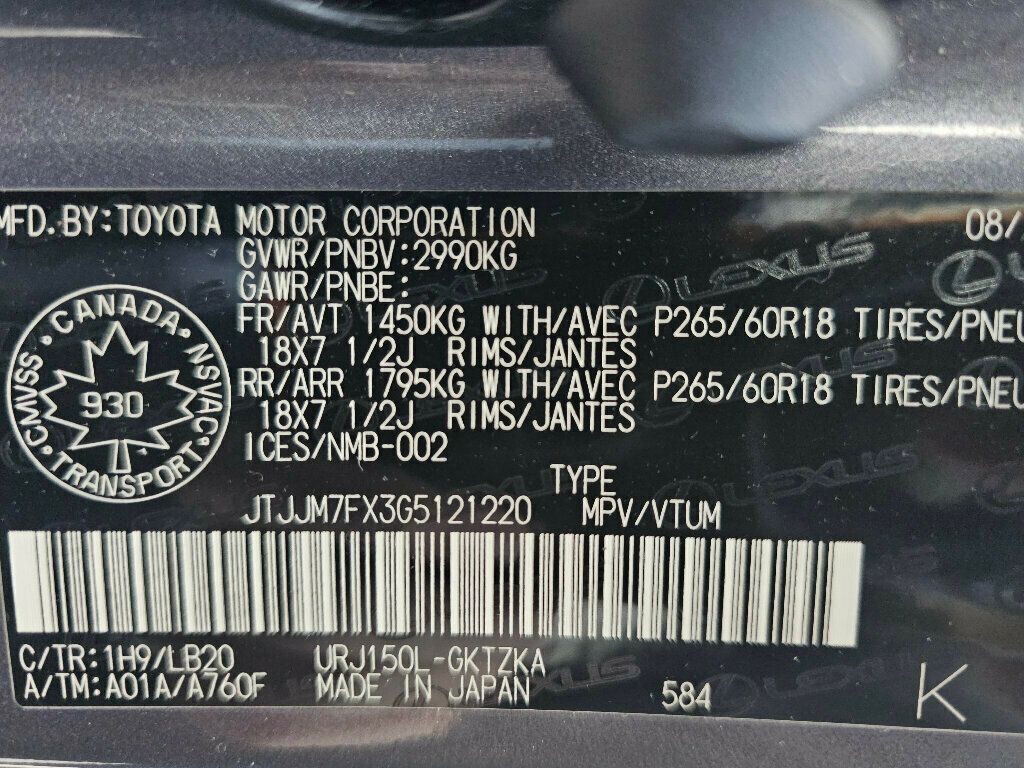 MFD. BY:TOYOTA MOTOR CORPORATION 08/
GVWR/PNBV:2990KG
GAWR/PNBE:
FR/AVT 1450KG WITH/AVEC P265/60R18 TIRES/PNEU
18X7 1/2J RIMS/JANTES
RR/ARR 1795KG WITH/AVEC P265/60R18 TIRES/PNEU
18X7 1/2J RIMS/JANTES
ICES/NMB-002
CANADA
NSVAC·TRANSPORT·CMVSS
930
TYPE
JTJJM7FX3G5121220 MPV/VTUM
C/TR:1H9/LB20 URJ150L-GKTZKA
A/TM:A01A/A760F MADE IN JAPAN 584 K
LEXUS
LEXUS
LEXUS